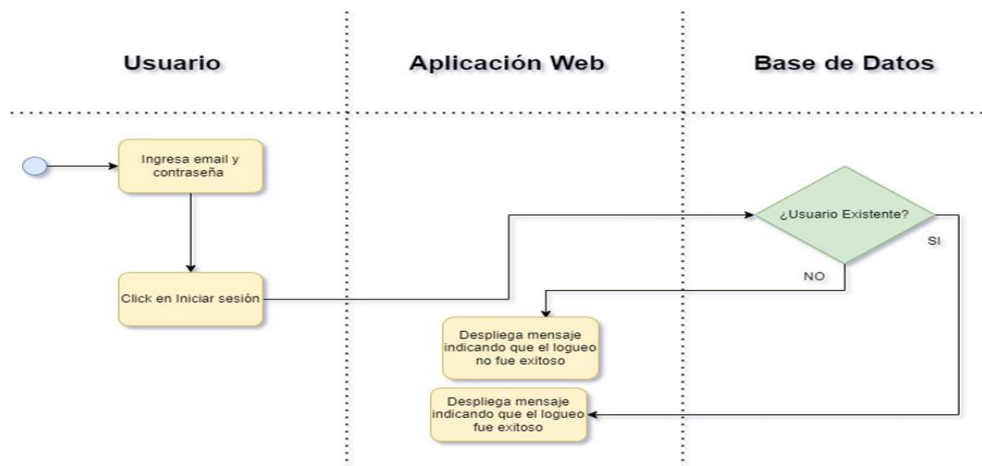 Usuario
Aplicación Web
Base de Datos
Ingresa email y
contraseña
¿Usuario Existente?
SI
NO
Click en Iniciar sesión
Despliega mensaje
indicando que el logueo
no fue exitoso
Despliega mensaje
indicando que el logueo
fue exitoso